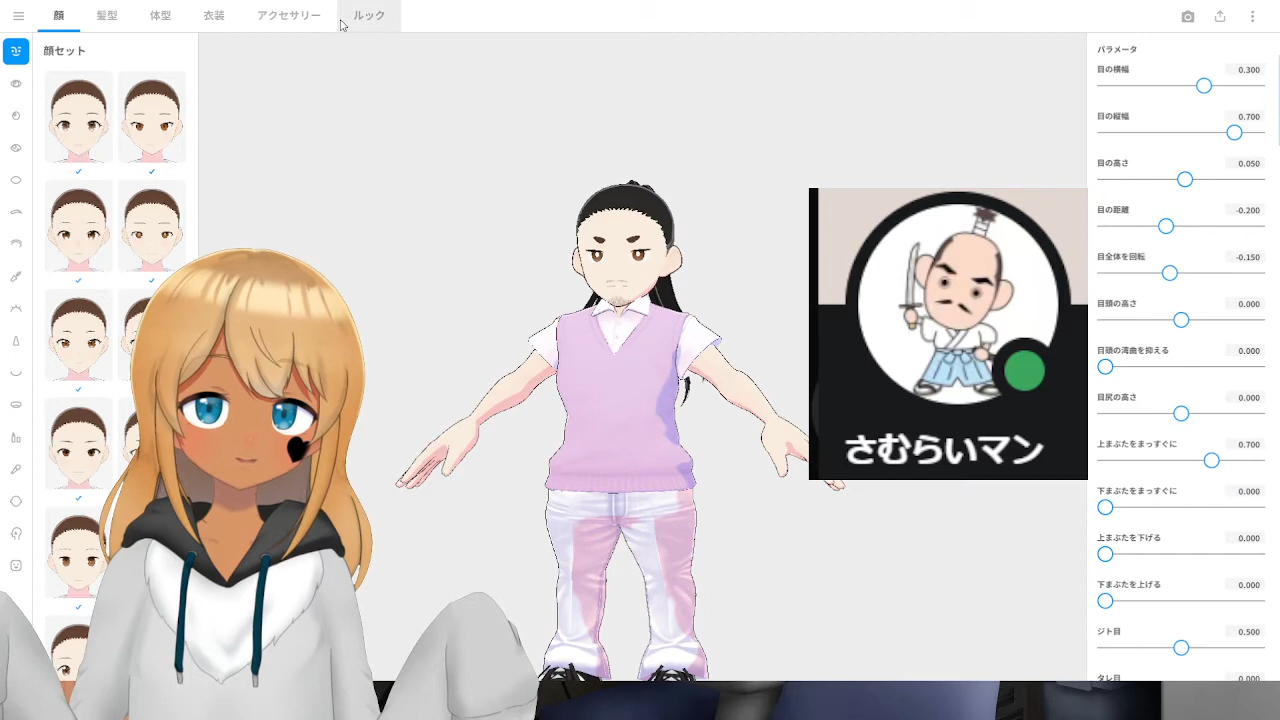 顔
髪型
体型
衣装
アクセサリー
ルック
顔セット
パラメータ
目の横幅 0.300
目の縦幅 0.700
目の高さ 0.050
目の距離 -0.200
目全体を回転 -0.150
目頭の高さ 0.000
目頭の湾曲を抑える 0.000
目尻の高さ 0.000
上まぶたをまっすぐに 0.700
下まぶたをまっすぐに 0.000
上まぶたを下げる 0.000
下まぶたを上げる 0.000
ジト目 0.500
タレ目 0.000
さむらいマン